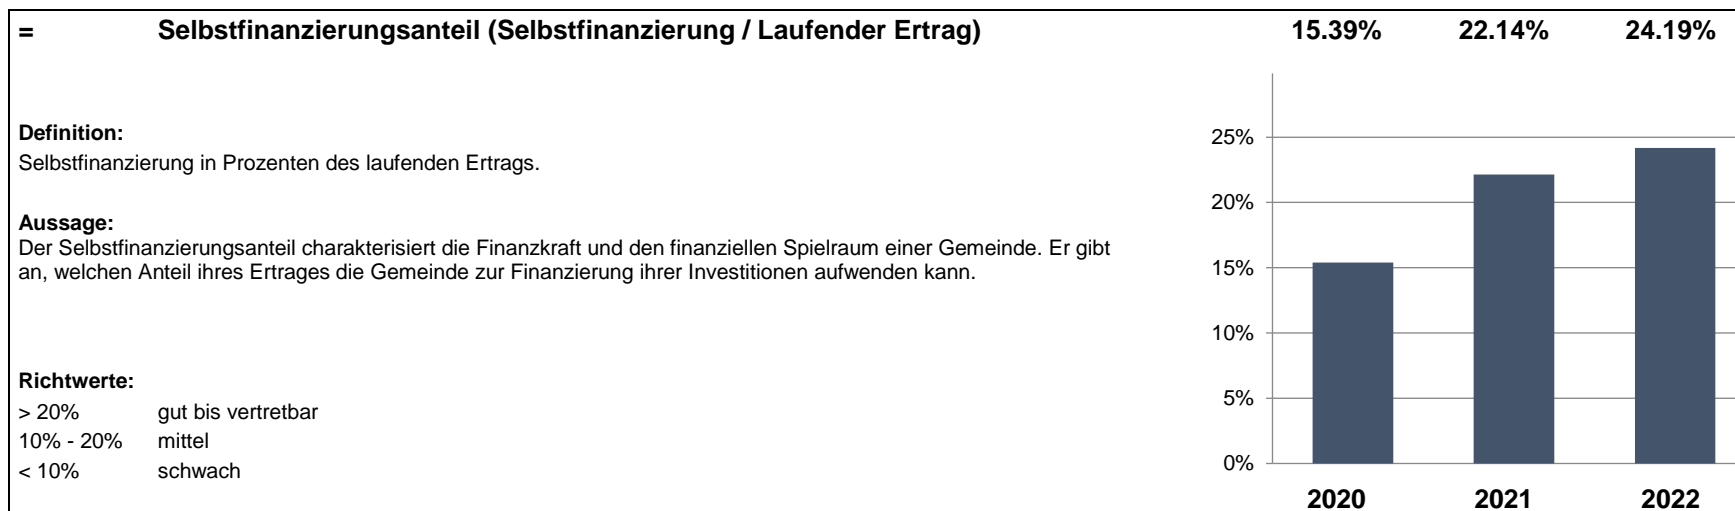 = Selbstfinanzierungsanteil (Selbstfinanzierung / Laufender Ertrag) 15.39% 22.14% 24.19%
Definition:
Selbstfinanzierung in Prozenten des laufenden Ertrags.
Aussage:
Der Selbstfinanzierungsanteil charakterisiert die Finanzkraft und den finanziellen Spielraum einer Gemeinde. Er gibt
an, welchen Anteil ihres Ertrages die Gemeinde zur Finanzierung ihrer Investitionen aufwenden kann.
Richtwerte:
> 20% gut bis vertretbar
10% - 20% mittel
< 10% schwach
25%
20%
15%
10%
5%
0%
2020 2021 2022